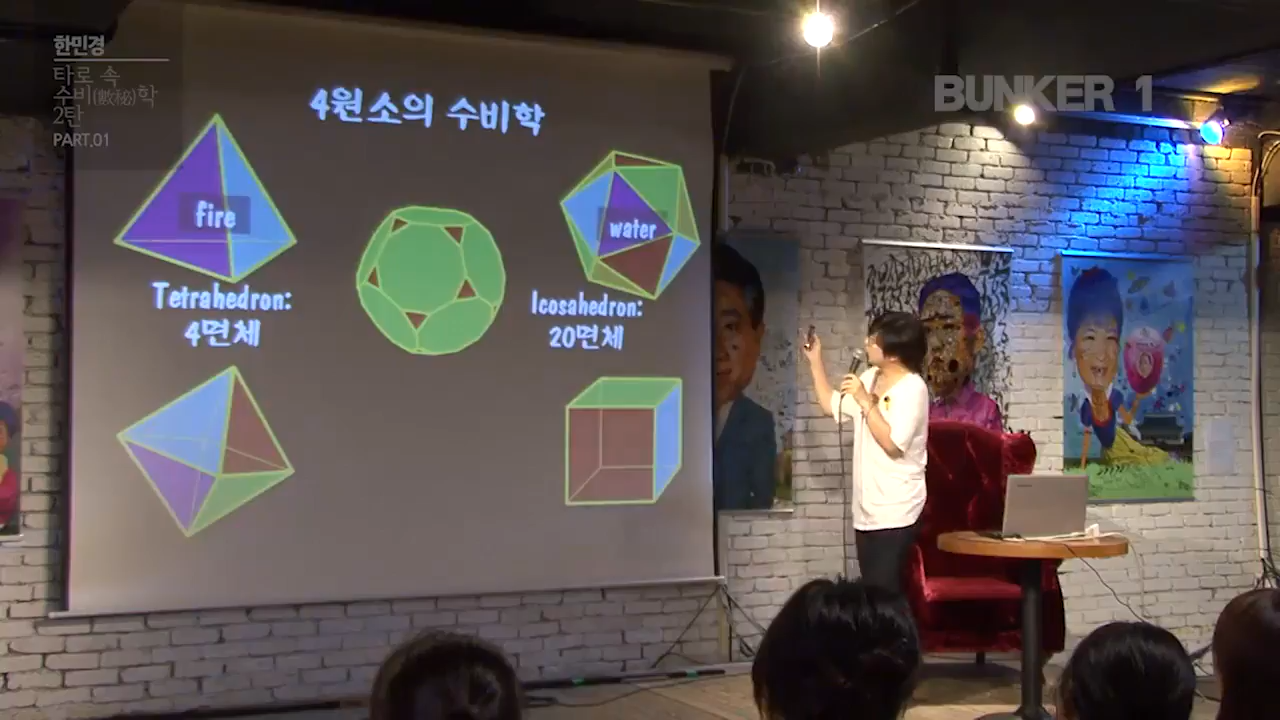 한민경
타로 속
수비(數秘)학
2탄
PART.01
BUNKER 1
4원소의 수비학
fire
water
Tetrahedron:
4면체
Icosahedron:
20면체